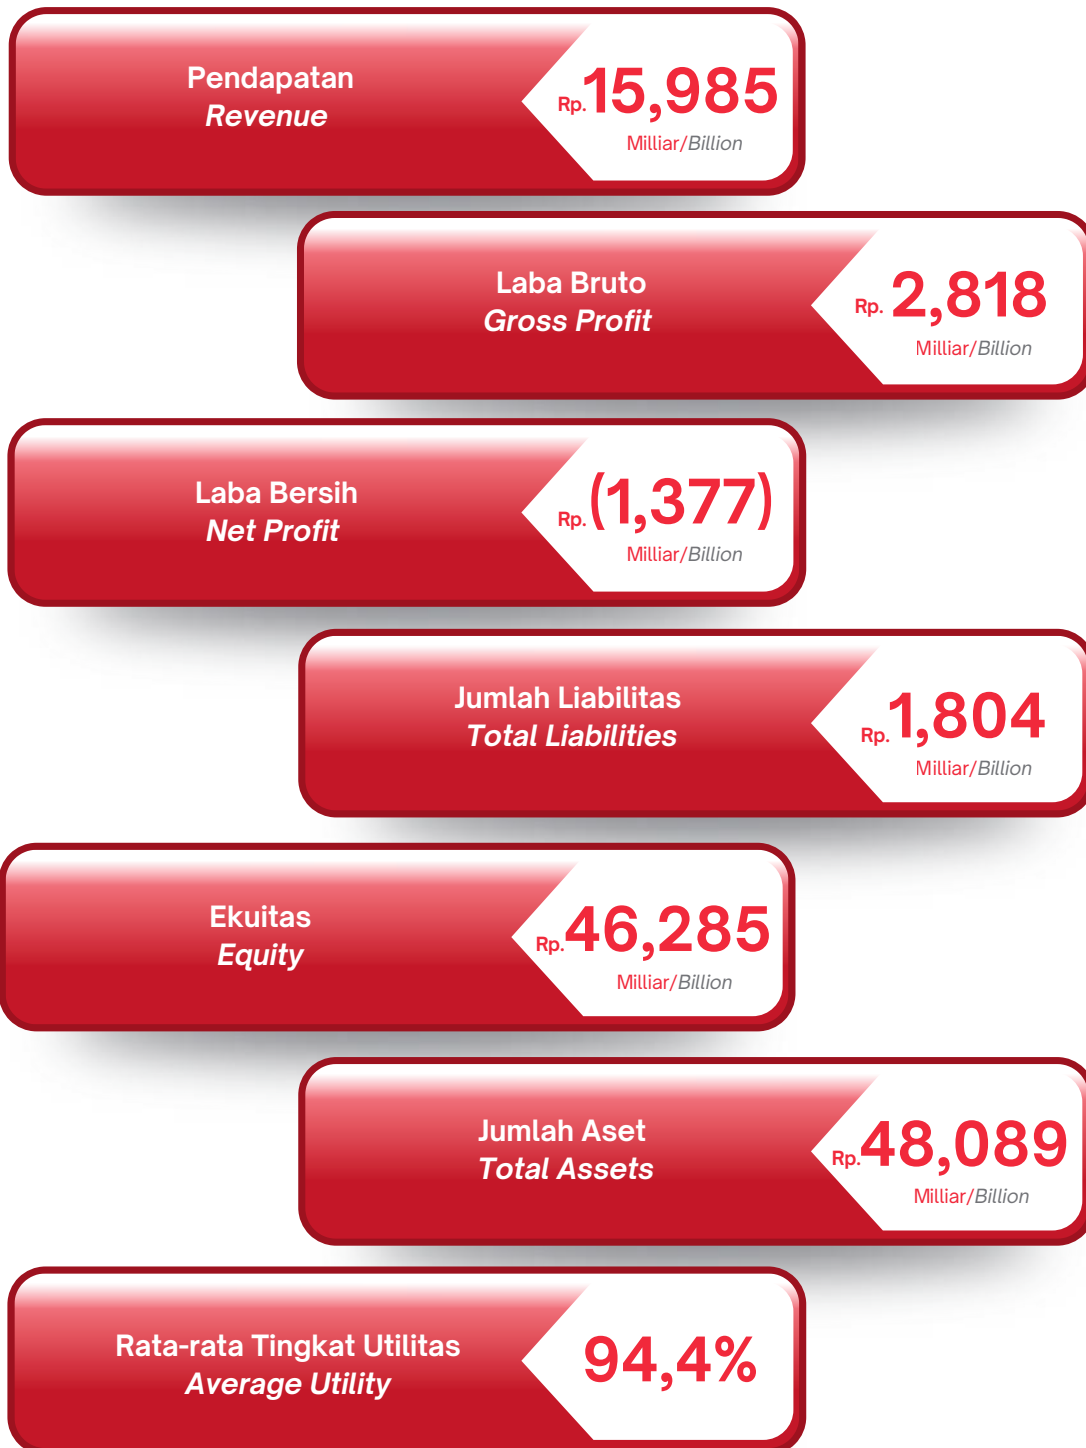 Pendapatan
Revenue
Rp.15,985
Milliar/Billion
Laba Bruto
Gross Profit
Rp. 2,818
Milliar/Billion
Laba Bersih
Net Profit
Rp.(1,377)
Milliar/Billion
Jumlah Liabilitas
Total Liabilities
Rp.1,804
Milliar/Billion
Ekuitas
Equity
Rp.46,285
Milliar/Billion
Jumlah Aset
Total Assets
Rp.48,089
Milliar/Billion
Rata-rata Tingkat Utilitas
Average Utility
94,4%